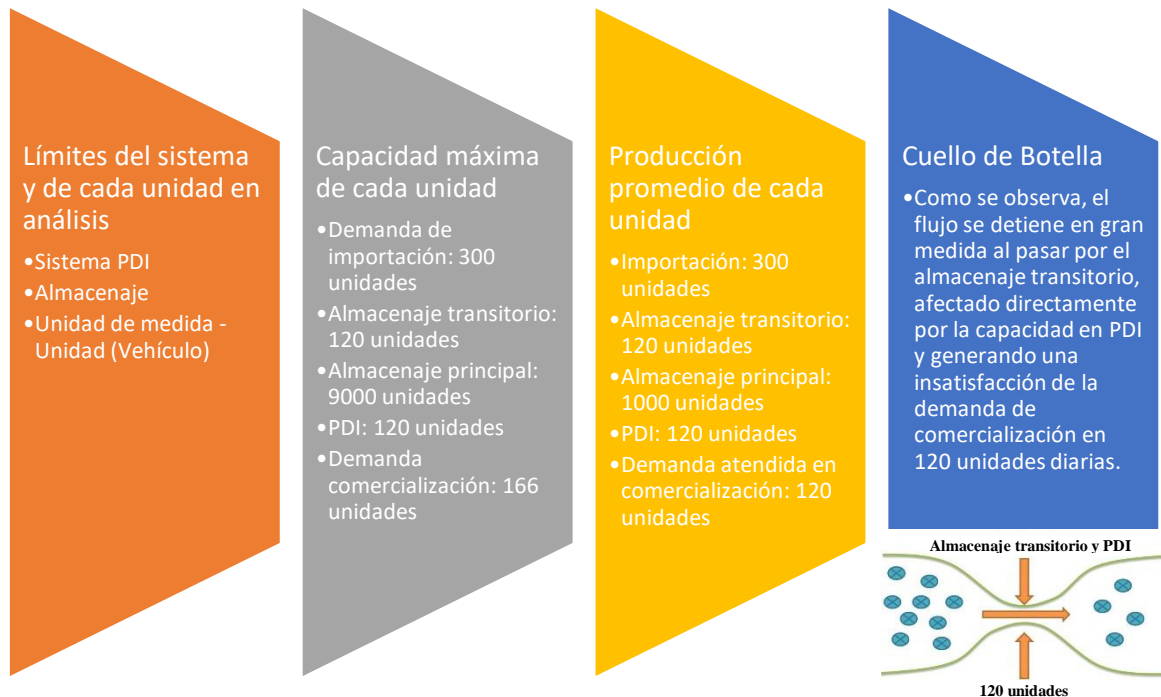 Límites del sistema
y de cada unidad en
análisis
•Sistema PDI
•Almacenaje
•Unidad de medida -
Unidad (Vehículo)
Capacidad máxima
de cada unidad
•Demanda de
importación: 300
unidades
•Almacenaje transitorio:
120 unidades
•Almacenaje principal:
9000 unidades
•PDI: 120 unidades
•Demanda
comercialización: 166
unidades
Producción
promedio de cada
unidad
•Importación: 300
unidades
•Almacenaje transitorio:
120 unidades
•Almacenaje principal:
1000 unidades
•PDI: 120 unidades
•Demanda atendida en
comercialización: 120
unidades
Cuello de Botella
•Como se observa, el
flujo se detiene en gran
medida al pasar por el
almacenaje transitorio,
afectado directamente
por la capacidad en PDI
y generando una
insatisfacción de la
demanda de
comercialización en
120 unidades diarias.
Almacenaje transitorio y PDI
120 unidades